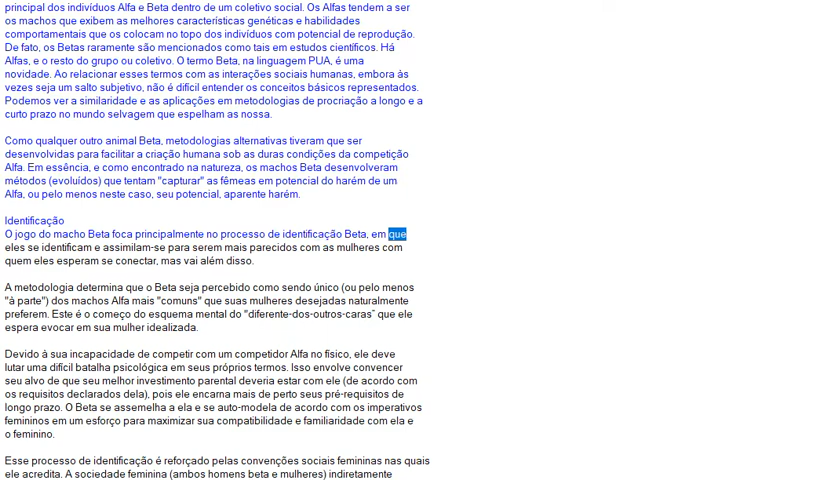 principal dos indivíduos Alfa e Beta dentro de um coletivo social. Os Alfas tendem a ser
os machos que exibem as melhores características genéticas e habilidades
comportamentais que os colocam no topo dos indivíduos com potencial de reprodução.
De fato, os Betas raramente são mencionados como tais em estudos científicos. Há
Alfas, e o resto do grupo ou coletivo. O termo Beta, na linguagem PUA, é uma
novidade. Ao relacionar esses termos com as interações sociais humanas, embora às
vezes seja um salto subjetivo, não é difícil entender os conceitos básicos representados.
Podemos ver a similaridade e as aplicações em metodologias de procriação a longo e a
curto prazo no mundo selvagem que espelham as nossa.

Como qualquer outro animal Beta, metodologias alternativas tiveram que ser
desenvolvidas para facilitar a criação humana sob as duras condições da competição
Alfa. Em essência, e como encontrado na natureza, os machos Beta desenvolveram
métodos (evoluídos) que tentam "capturar" as fêmeas em potencial do harém de um
Alfa, ou pelo menos neste caso, seu potencial, aparente harém.

Identificação
O jogo do macho Beta foca principalmente no processo de identificação Beta, em que
eles se identificam e assimilam-se para serem mais parecidos com as mulheres com
quem eles esperam se conectar, mas vai além disso.

A metodologia determina que o Beta seja percebido como sendo único (ou pelo menos
"à parte") dos machos Alfa mais "comuns" que suas mulheres desejadas naturalmente
preferem. Este é o começo do esquema mental do "diferente-dos-outros-caras" que ele
espera evocar em sua mulher idealizada.

Devido à sua incapacidade de competir com um competidor Alfa no físico, ele deve
lutar uma difícil batalha psicológica em seus próprios termos. Isso envolve convencer
seu alvo de que seu melhor investimento parental deveria estar com ele (de acordo com
os requisitos declarados dela), pois ele encarna mais de perto seus pré-requisitos de
longo prazo. O Beta se assemelha a ela e se auto-modela de acordo com os imperativos
femininos em um esforço para maximizar sua compatibilidade e familiaridade com ela e
o feminino.

Esse processo de identificação é reforçado pelas convenções sociais femininas nas quais
ele acredita. A sociedade feminina (ambos homens beta e mulheres) indiretamente